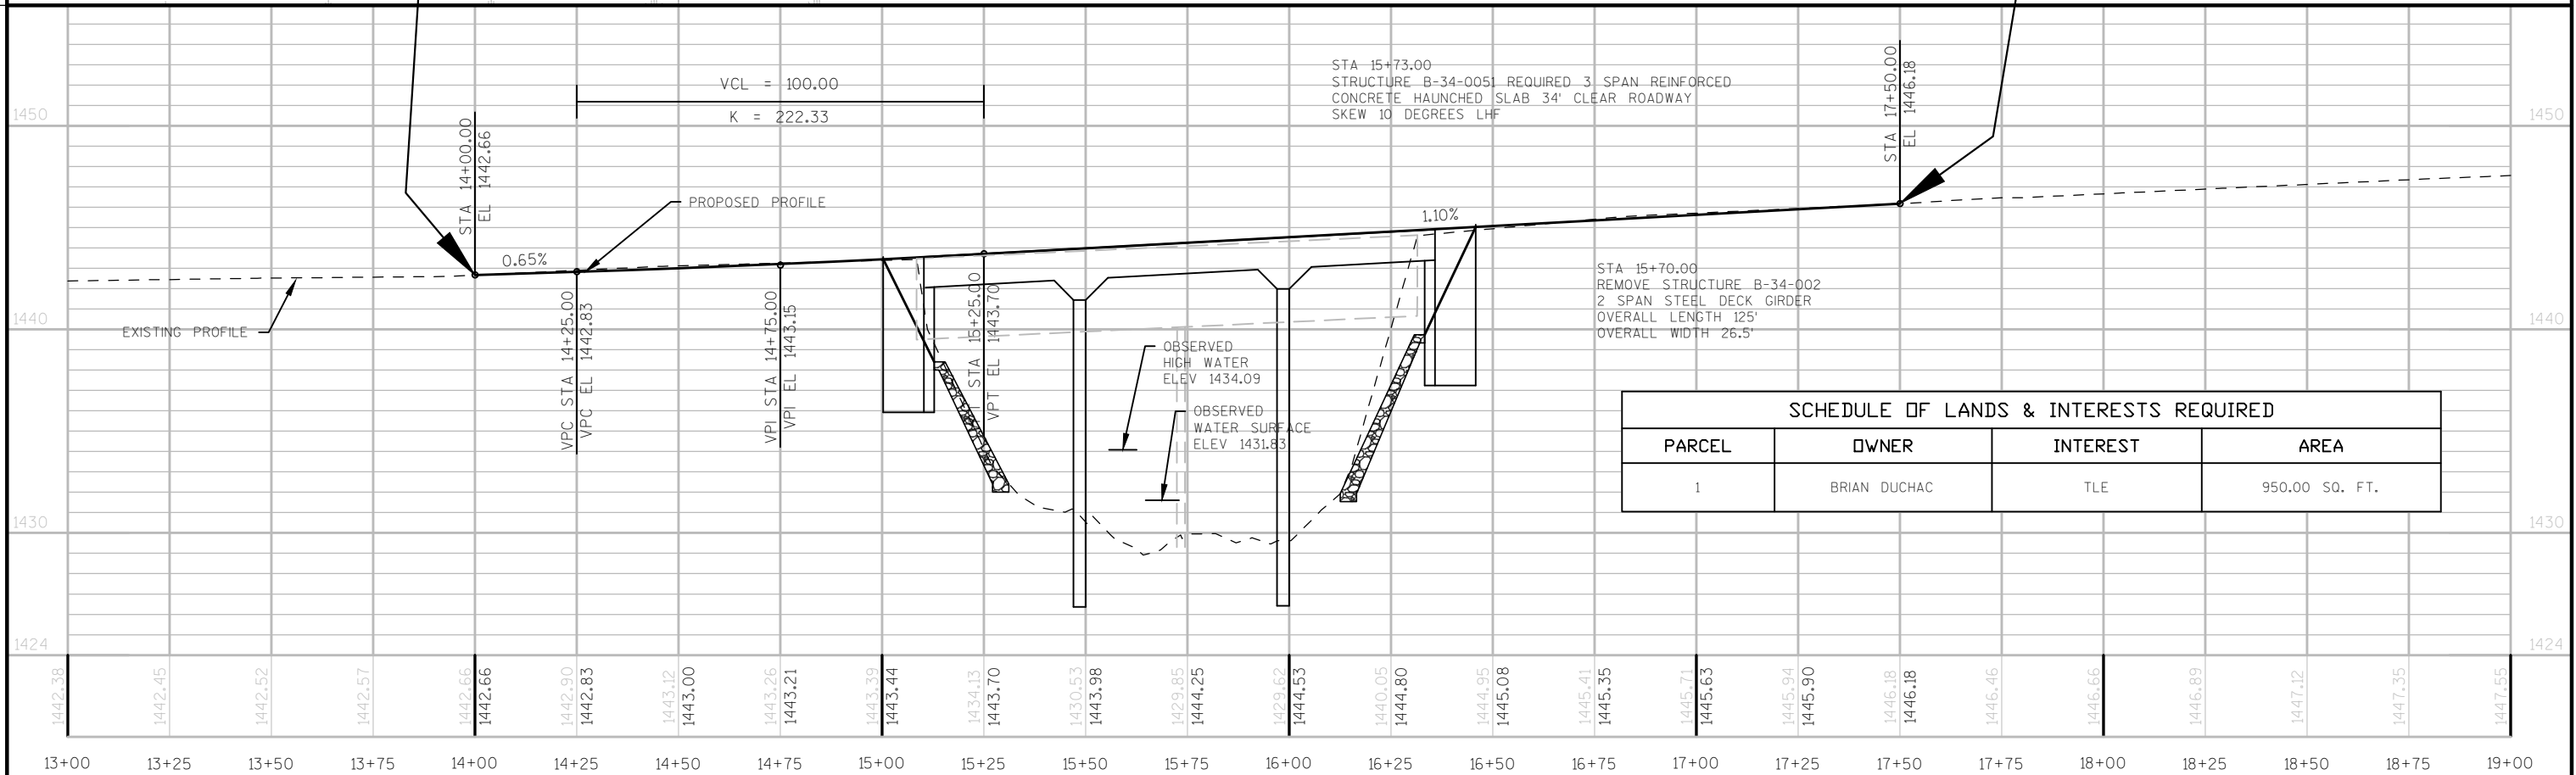 VCL = 100.00
K = 222.33
STA 15+73.00
STRUCTURE B-34-0051 REQUIRED 3 SPAN REINFORCED
CONCRETE HAUNCHED SLAB 34' CLEAR ROADWAY
SKEW 10 DEGREES LHF
STA 17+50.00
EL 1446.18
1450
1450
STA 14+00.00
EL 1442.66
PROPOSED PROFILE
1.10%
0.65%
STA 15+70.00
REMOVE STRUCTURE B-34-002
2 SPAN STEEL DECK GIRDER
OVERALL LENGTH 125'
OVERALL WIDTH 26.5'
1440
EXISTING PROFILE
1440
VPC STA 14+25.00
VPC EL 1442.83
VPI STA 14+75.00
VPI EL 1443.15
STA 15+25.00
VPT EL 1443.70
OBSERVED
HIGH WATER
ELEV 1434.09
OBSERVED
WATER SURFACE
ELEV 1431.83
SCHEDULE OF LANDS & INTERESTS REQUIRED
PARCEL OWNER INTEREST AREA
1 BRIAN DUCHAC TLE 950.00 SQ. FT.
1430
1430
1424
1424
1442.38
1442.45
1442.52
1442.57
1442.66
1442.66
1442.90
1442.83
1443.12
1443.00
1443.26
1443.21
1443.39
1443.44
1434.13
1443.70
1430.53
1443.98
1429.85
1444.25
1429.62
1444.53
1440.05
1444.80
1444.95
1445.08
1445.41
1445.35
1445.71
1445.63
1445.94
1445.90
1446.18
1446.18
1446.46
1446.66
1446.89
1447.12
1447.35
1447.55
13+00 13+25 13+50 13+75 14+00 14+25 14+50 14+75 15+00 15+25 15+50 15+75 16+00 16+25 16+50 16+75 17+00 17+25 17+50 17+75 18+00 18+25 18+50 18+75 19+00